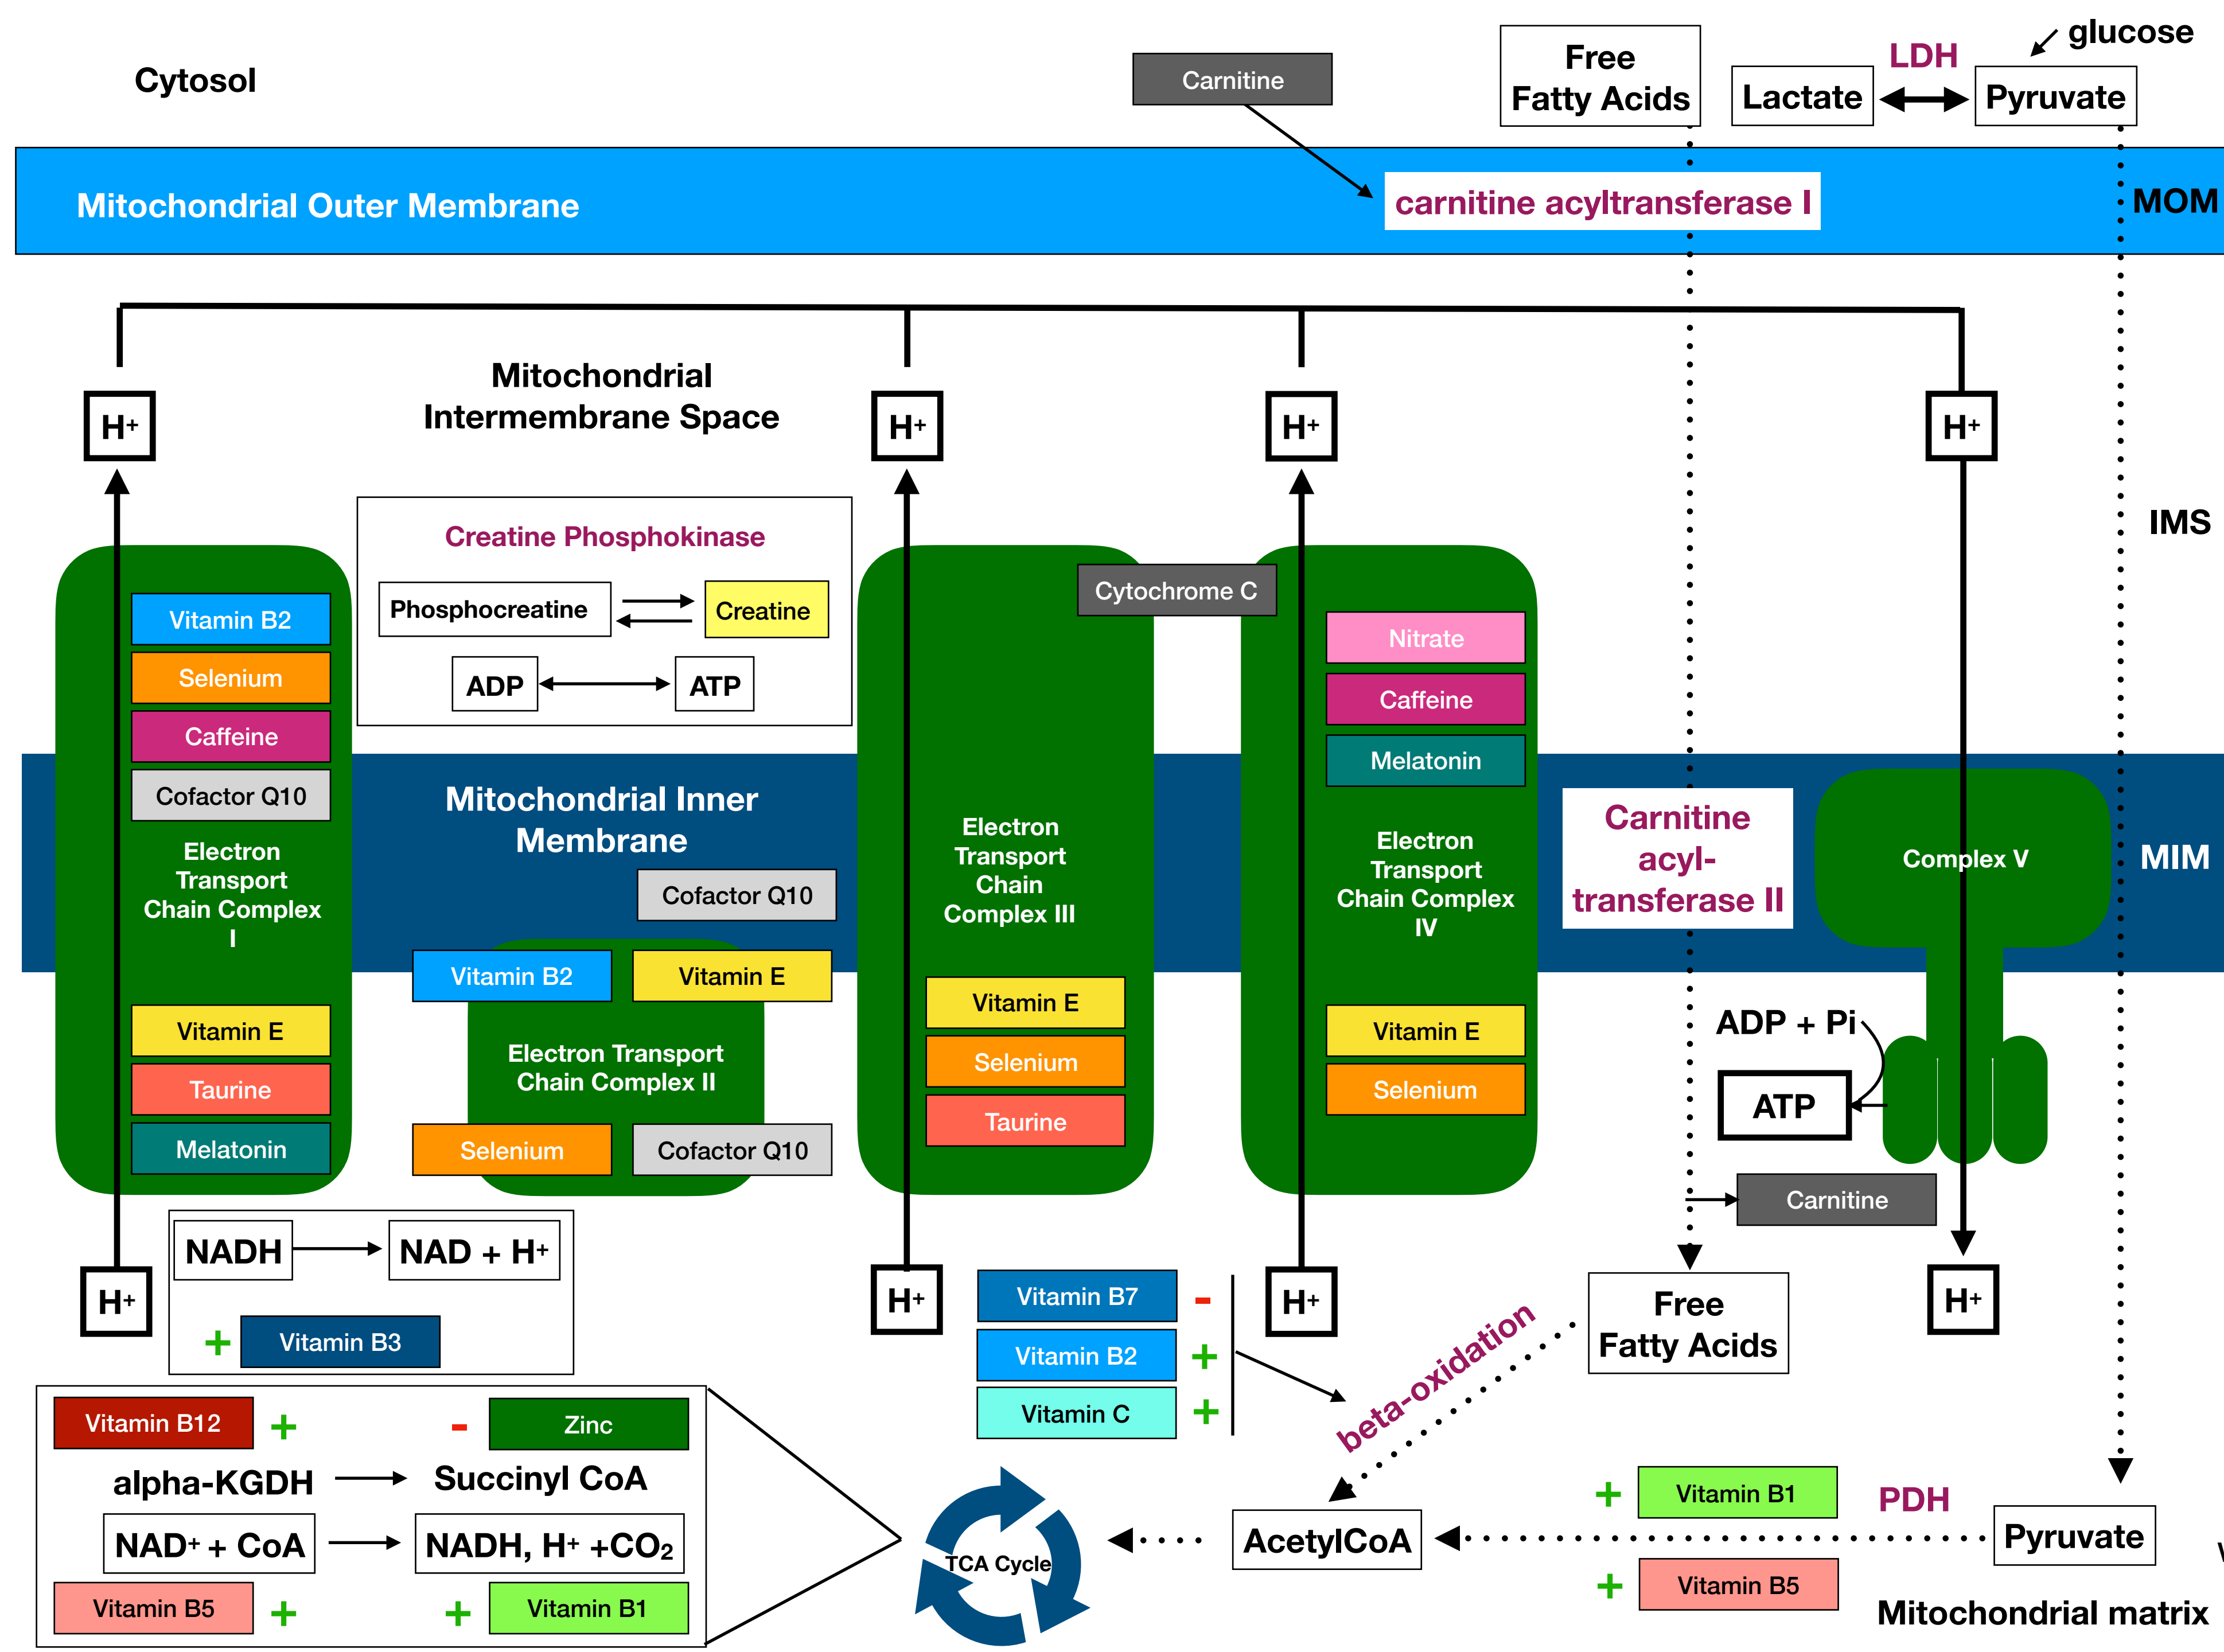 glucose
Cytosol
Carnitine
Free
Fatty Acids
LDH
Lactate
Pyruvate
Mitochondrial Outer Membrane
carnitine acyltransferase I
MOM
Mitochondrial
Intermembrane Space
H+
H+
H+
H+
IMS
Creatine Phosphokinase
Phosphocreatine
Creatine
ADP
ATP
Cytochrome C
Vitamin B2
Selenium
Caffeine
Cofactor Q10
Electron
Transport
Chain Complex
I
Vitamin E
Taurine
Melatonin
Mitochondrial Inner
Membrane
Cofactor Q10
Vitamin B2
Vitamin E
Electron Transport
Chain Complex II
Selenium
Cofactor Q10
Electron
Transport
Chain
Complex III
Vitamin E
Selenium
Taurine
Nitrate
Caffeine
Melatonin
Electron
Transport
Chain Complex
IV
Vitamin E
Selenium
Carnitine
acyl-
transferase II
Complex V
MIM
ADP + Pi
ATP
Carnitine
NADH
NAD + H+
+ Vitamin B3
H+
H+
H+
H+
Vitamin B7 -
Vitamin B2 +
Vitamin C +
beta-oxidation
Free
Fatty Acids
Vitamin B12 +
- Zinc
alpha-KGDH
Succinyl CoA
NAD+ + CoA
NADH, H+ +CO2
Vitamin B5 +
+ Vitamin B1
TCA Cycle
AcetylCoA
+ Vitamin B1
PDH
Pyruvate
+ Vitamin B5
Mitochondrial matrix